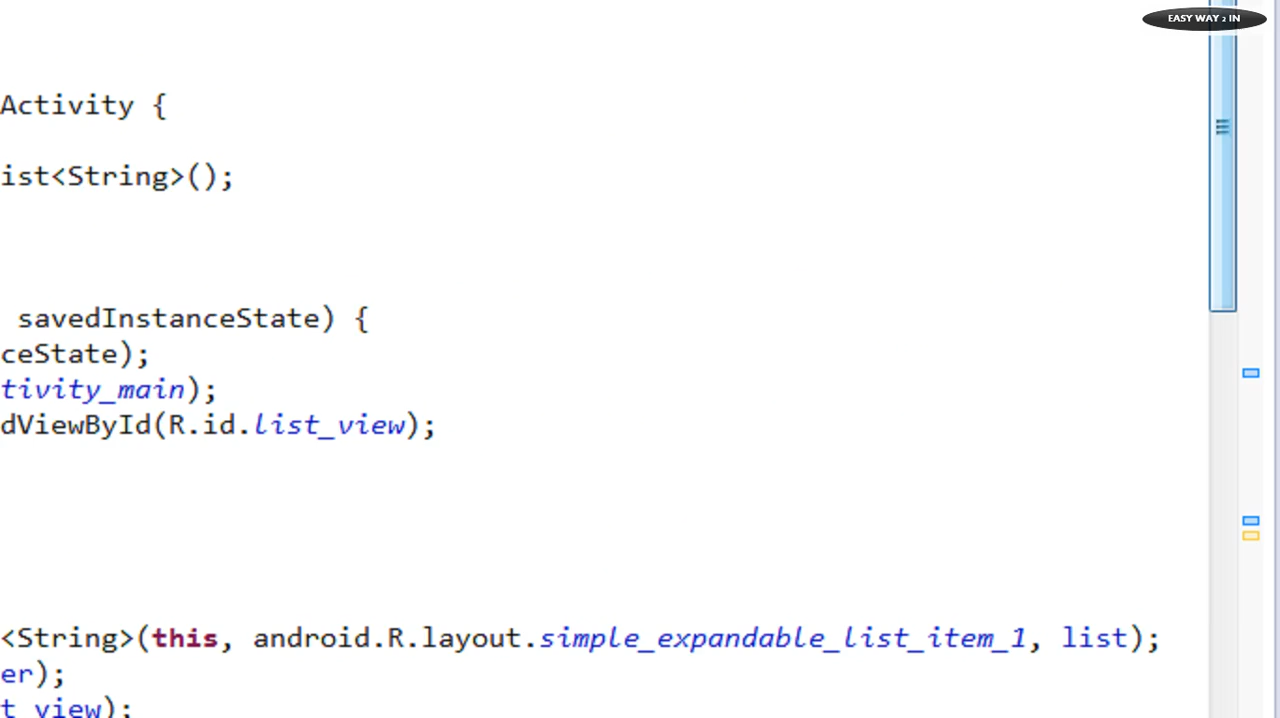 EASY WAY 2 IN
Activity {
ist<String>();
savedInstanceState) {
ceState);
tivity_main);
dViewById(R.id.list_view);
<String>(this, android.R.layout.simple_expandable_list_item_1, list);
er);
t_view);